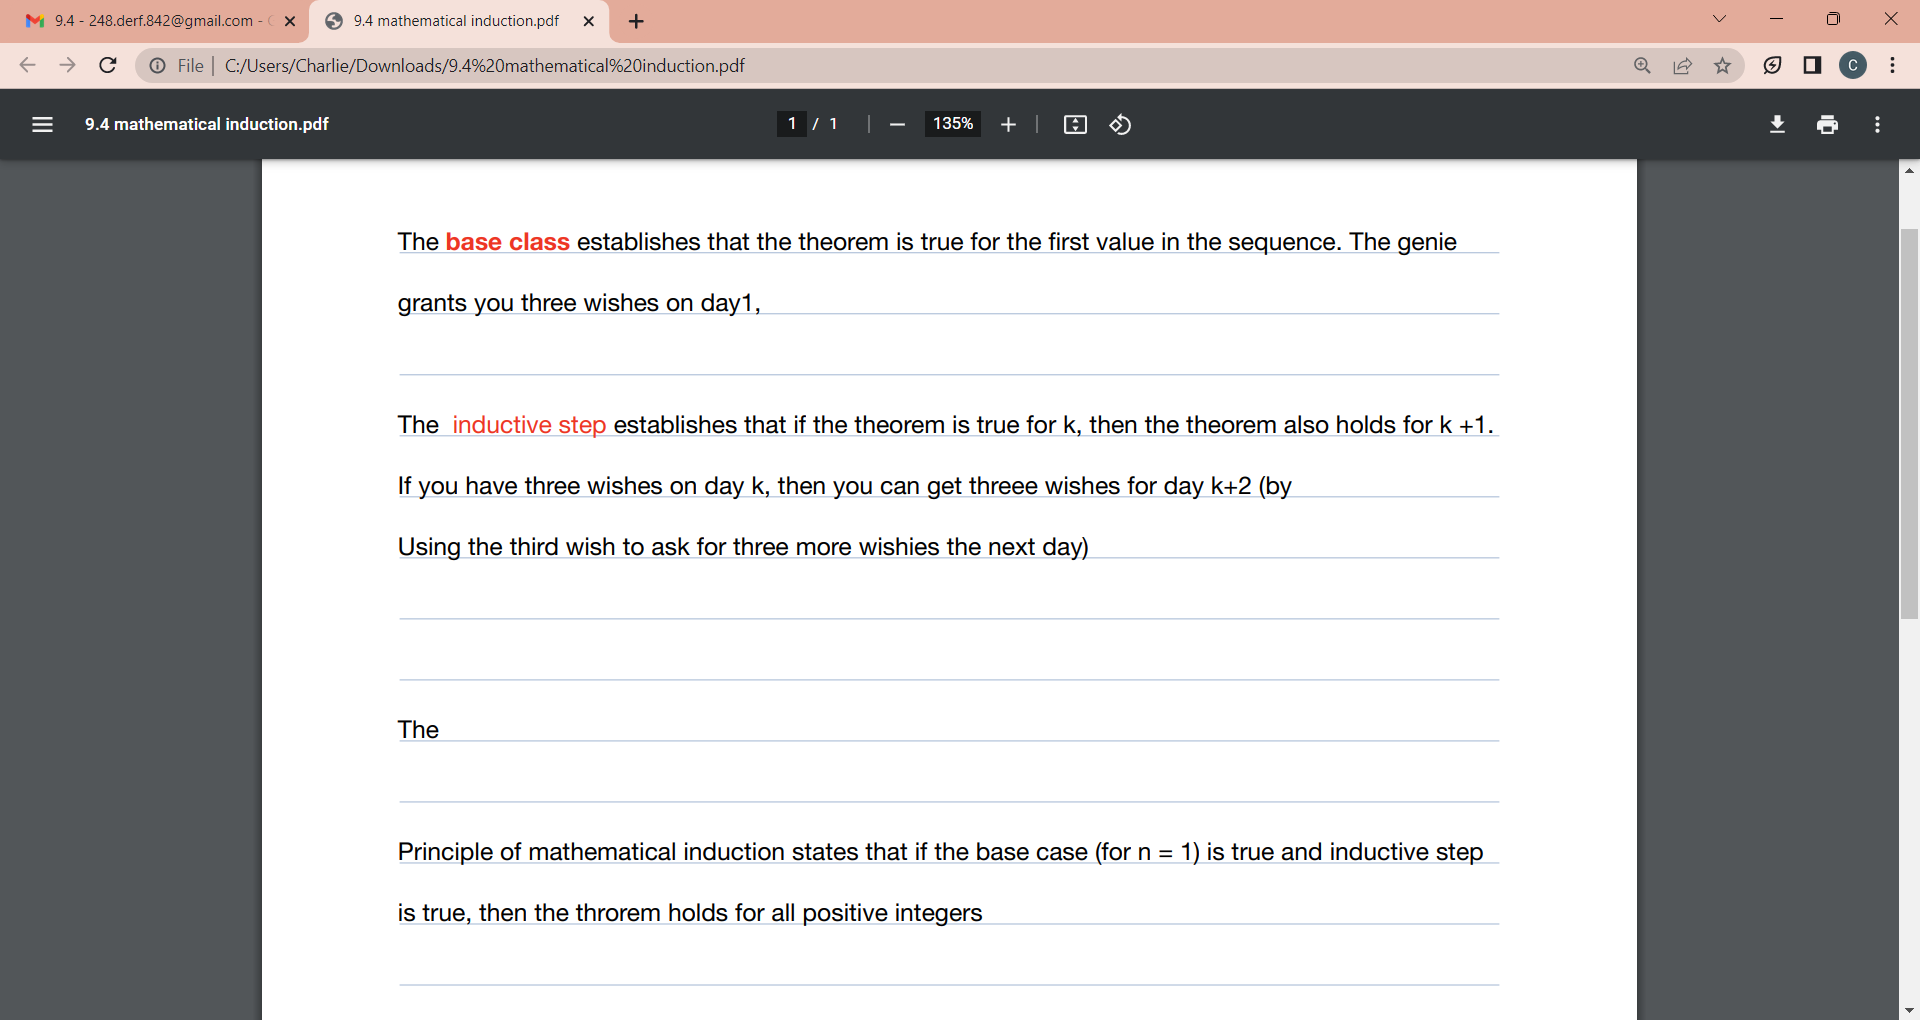 9.4 - 248.derf.842@gmail.com -
9.4 mathematical induction.pdf
File | C:/Users/Charlie/Downloads/9.4%20mathematical%20induction.pdf
C
9.4 mathematical induction.pdf
1 / 1
135%
The base class establishes that the theorem is true for the first value in the sequence. The genie
grants you three wishes on day1,
The inductive step establishes that if the theorem is true for k, then the theorem also holds for k +1.
If you have three wishes on day k, then you can get threee wishes for day k+2 (by
Using the third wish to ask for three more wishies the next day)
The
Principle of mathematical induction states that if the base case (for n = 1) is true and inductive step
is true, then the throrem holds for all positive integers